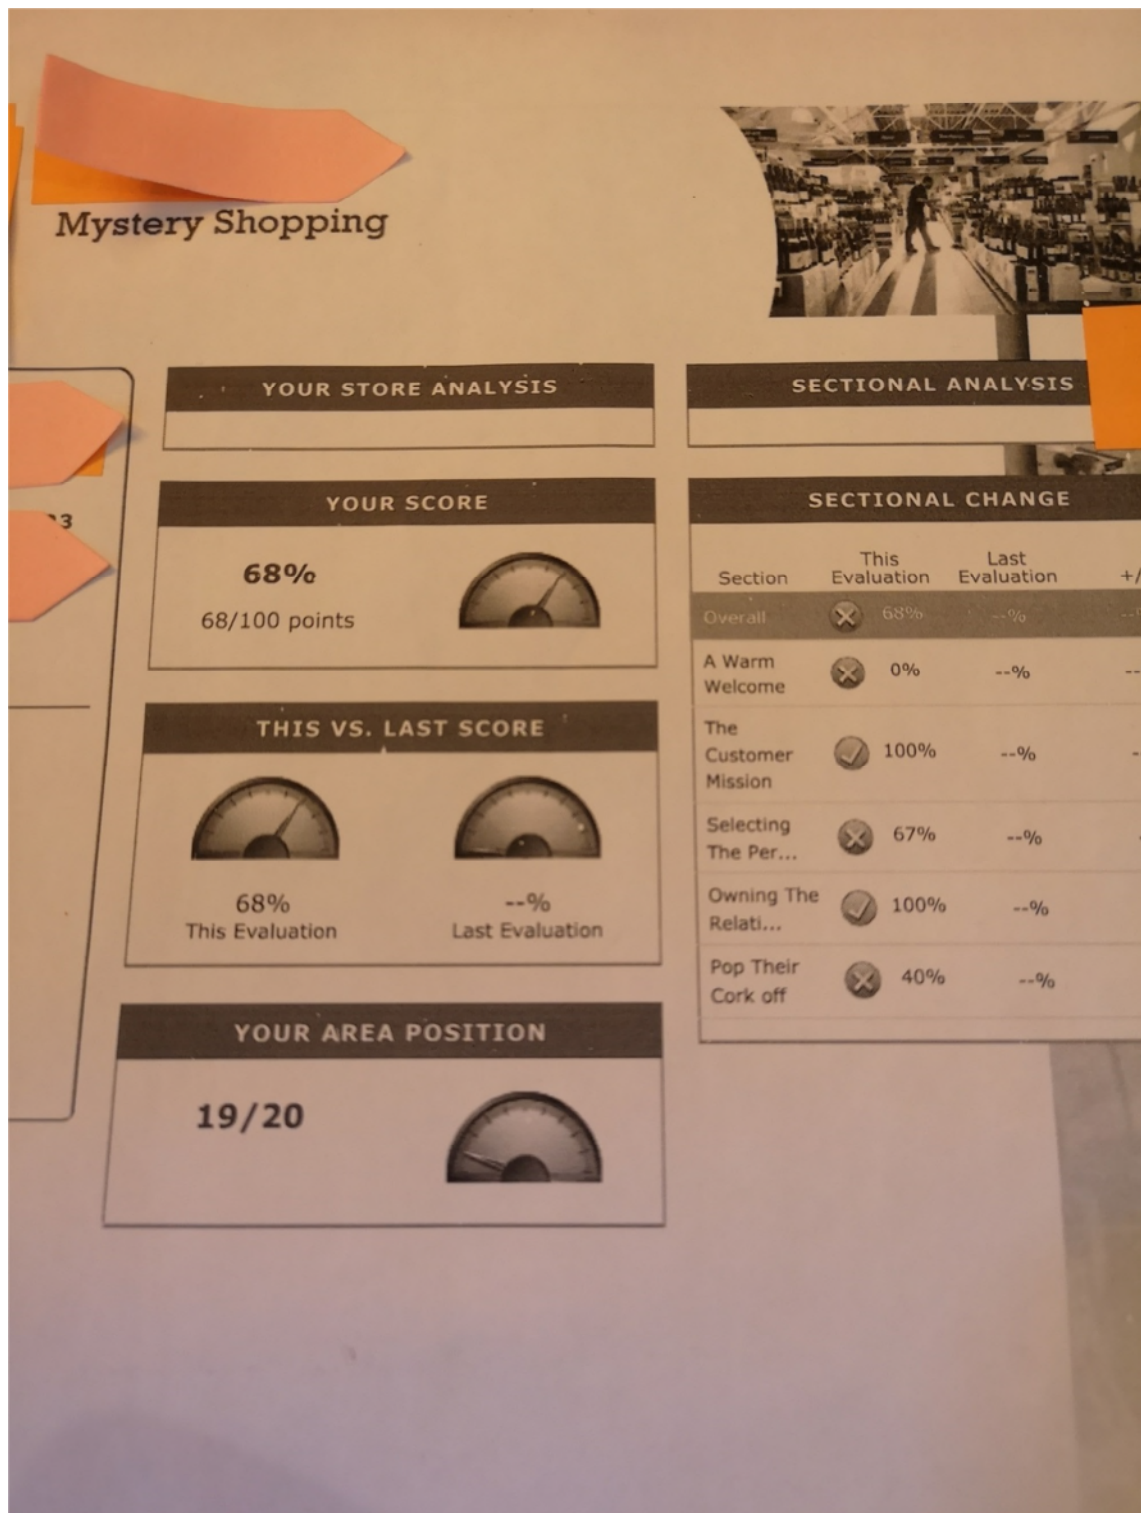 Mystery Shopping
3
YOUR STORE ANALYSIS
YOUR SCORE
68%
68/100 points
THIS VS. LAST SCORE
68%
This Evaluation
--%
Last Evaluation
YOUR AREA POSITION
19/20
SECTIONAL ANALYSIS
SECTIONAL CHANGE
Section This Evaluation Last Evaluation +/
Overall 68% --% --
A Warm Welcome 0% --% --
The Customer Mission 100% --% -
Selecting The Per... 67% --%
Owning The Relati... 100% --%
Pop Their Cork off 40% --%